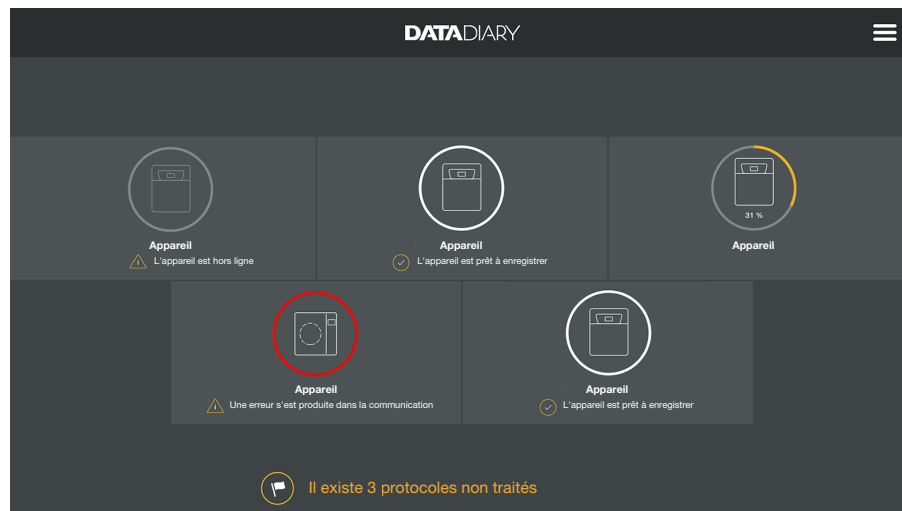 DATADIARY
31 %
Appareil
L'appareil est hors ligne
Appareil
L'appareil est prêt à enregistrer
Appareil
Appareil
Une erreur s'est produite dans la communication
Appareil
L'appareil est prêt à enregistrer
Il existe 3 protocoles non traités